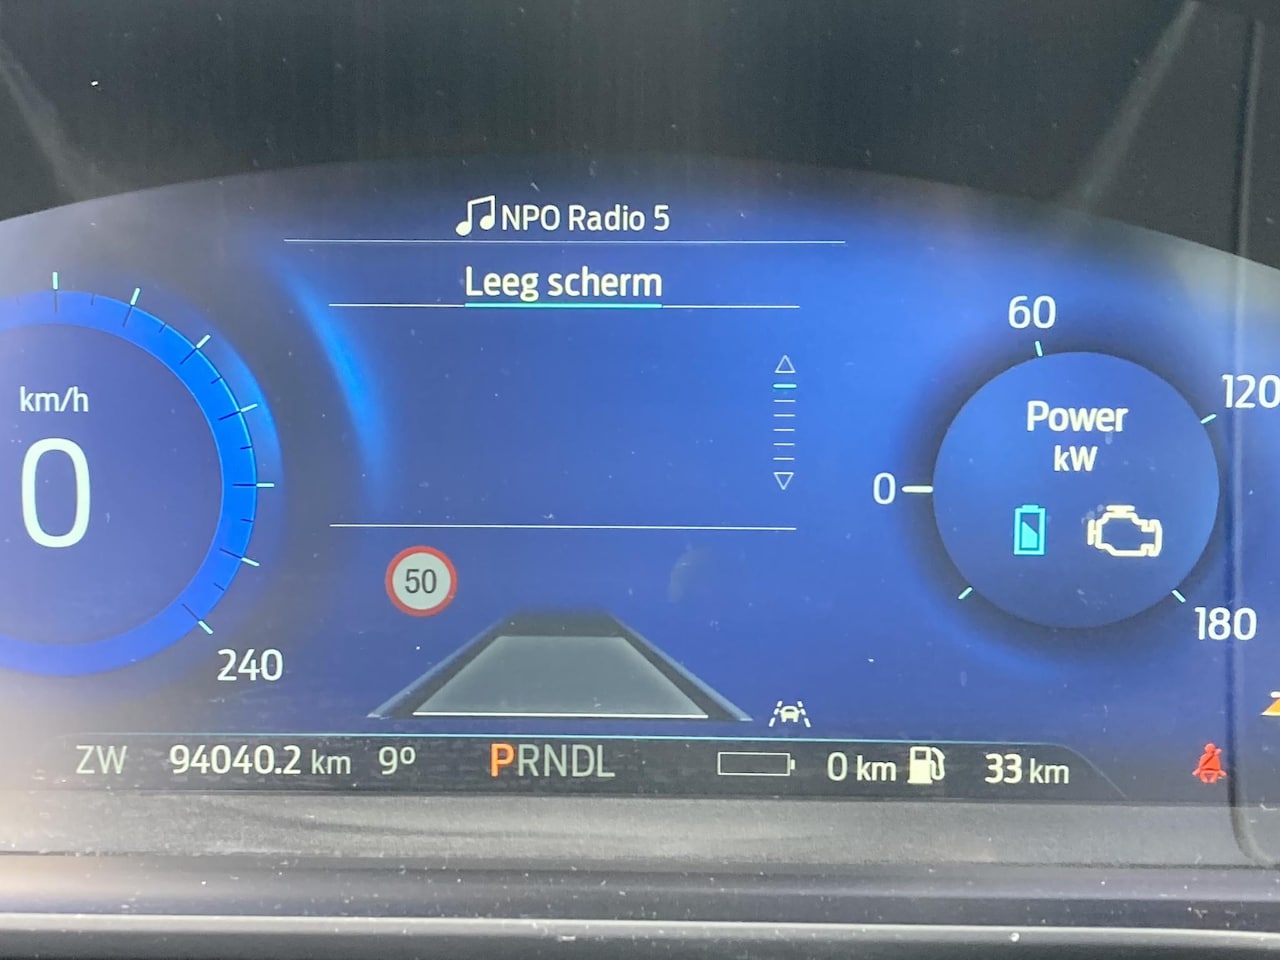 NPO Radio 5
Leeg scherm
km/h
0
240
50
60
120
Power
kW
0
180
ZW 94040.2 km 9º PRNDL 0 km 33 km